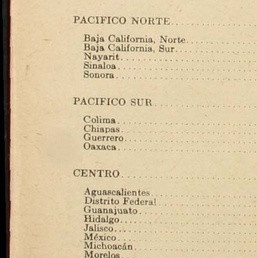 PACIFICO NORTE
Baja California, Norte
Baja California, Sur
Nayarit
Sinaloa
Sonora
PACIFICO SUR
Colima
Chiapas
Guerrero
Oaxaca
CENTRO
Aguascalientes
Distrito Federal
Guanajuato
Hidalgo
Jalisco
México
Michoacán
Morelos